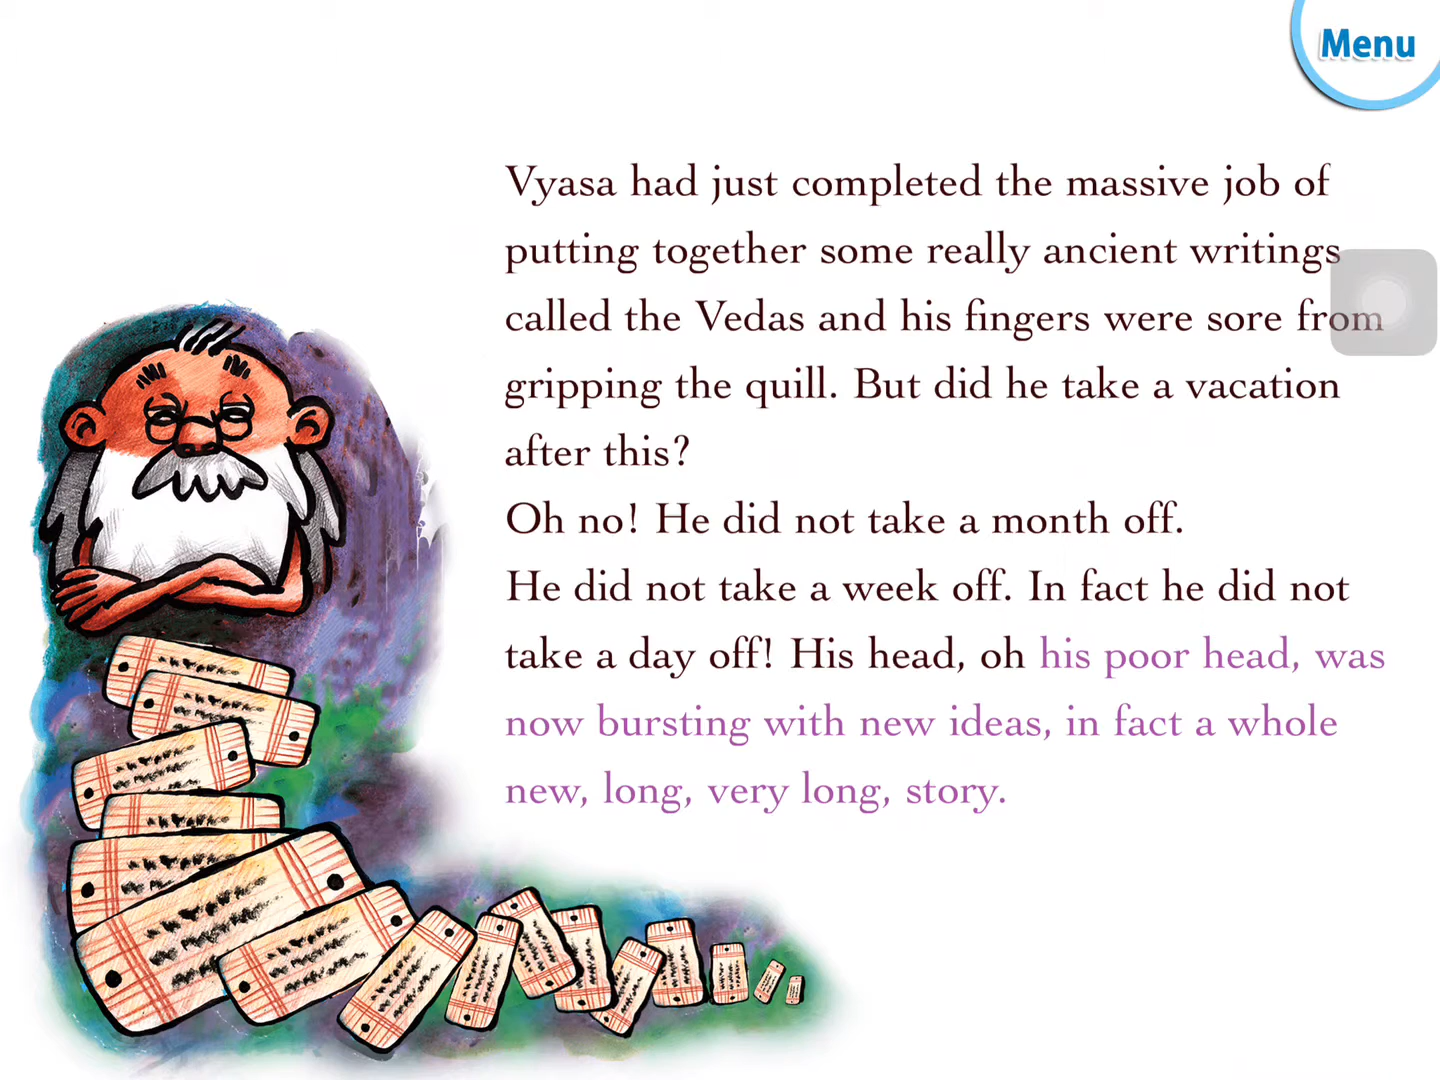 Menu
Vyasa had just completed the massive job of
putting together some really ancient writings
called the Vedas and his fingers were sore from
gripping the quill. But did he take a vacation
after this?
Oh no! He did not take a month off.
He did not take a week off. In fact he did not
take a day off! His head, oh his poor head, was
now bursting with new ideas, in fact a whole
new, long, very long, story.